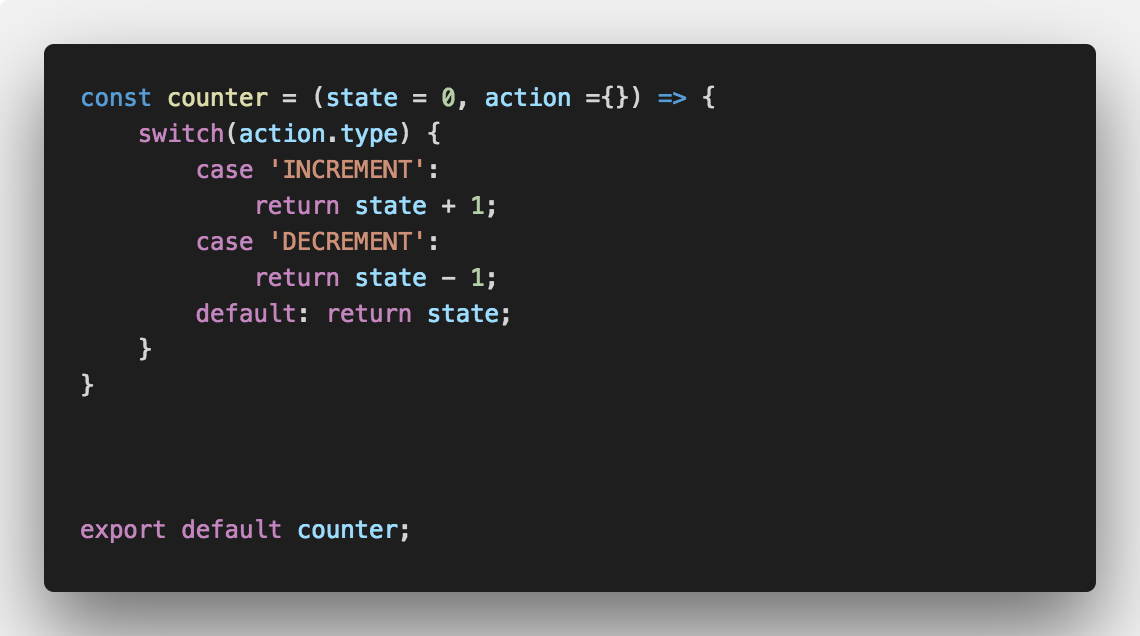 const counter = (state = 0, action ={}) => {
    switch(action.type) {
        case 'INCREMENT':
            return state + 1;
        case 'DECREMENT':
            return state - 1;
        default: return state;
    }
}
export default counter;